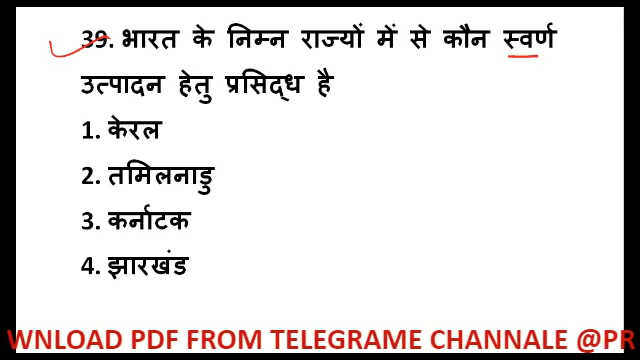 39. भारत के निम्न राज्यों में से कौन स्वर्ण
उत्पादन हेतु प्रसिद्ध है
1. केरल
2. तमिलनाडु
3. कर्नाटक
4. झारखंड
WNLOAD PDF FROM TELEGRAME CHANNALE @PR